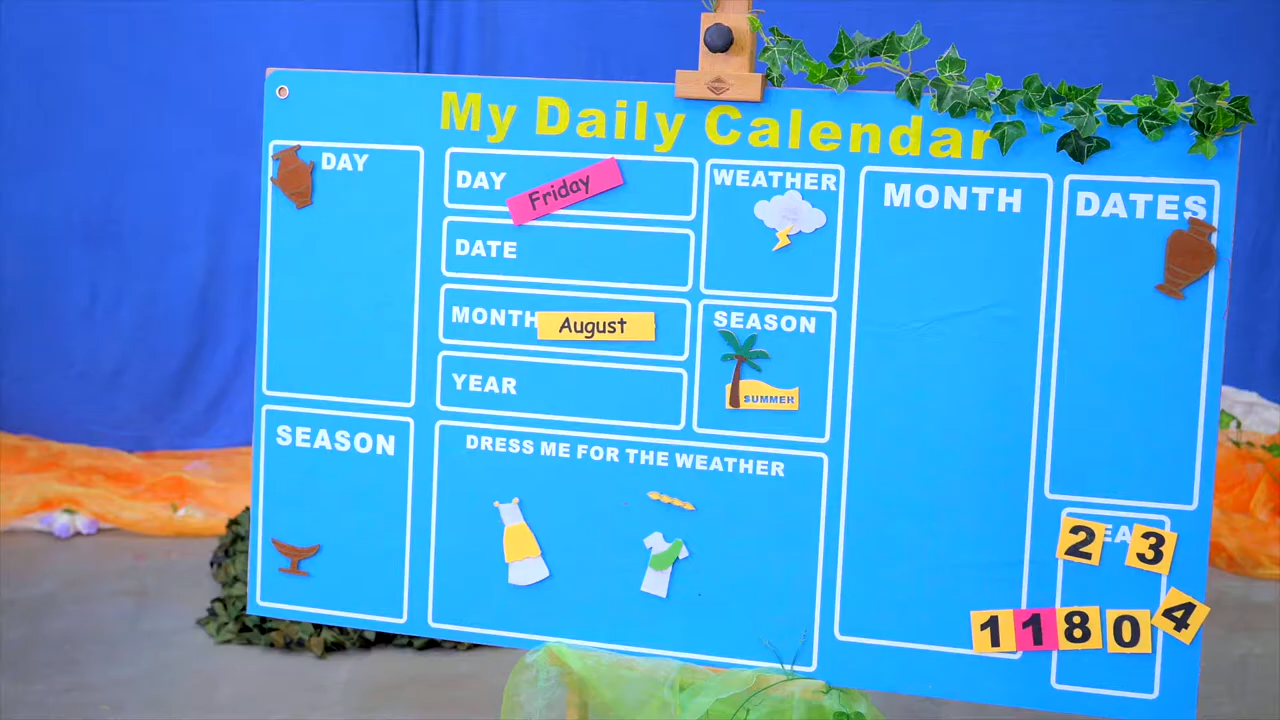 My Daily Calendar
DAY
DAY
Friday
DATE
MONTH
August
YEAR
WEATHER
SEASON
SUMMER
MONTH
DATES
SEASON
DRESS ME FOR THE WEATHER
2 3
1 1 8 0 4